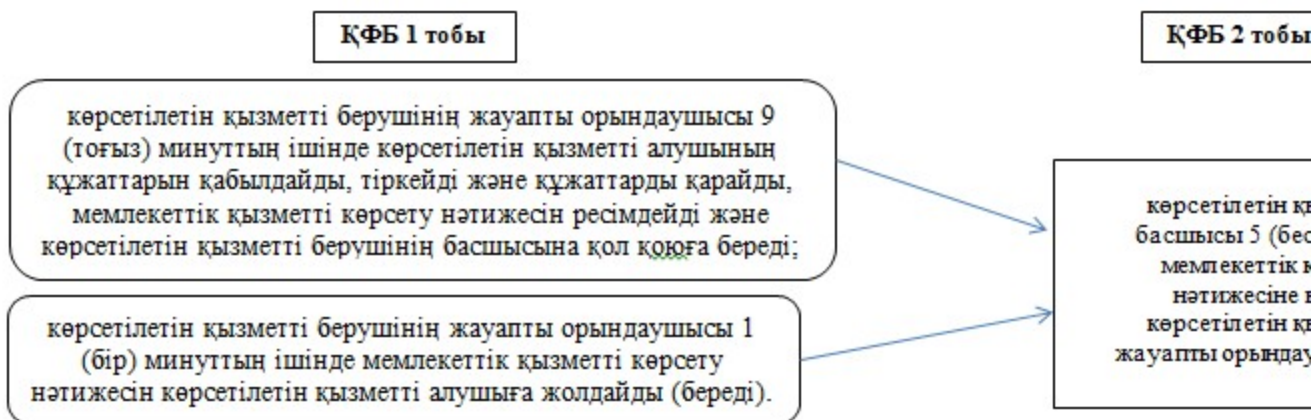 ҚФБ 1 тобы
ҚФБ 2 тобы
көрсетілетін қызметті берушінің жауапты орындаушысы 9
(тоғыз) минуттың ішінде көрсетілетін қызметті алушының
құжаттарын қабылдайды, тіркейді және құжаттарды қарайды,
мемлекеттік қызметті көрсету нәтижесін ресімдейді және
көрсетілетін қызметті берушінің басшысына қол қоюға береді;
көрсетілетін қызметті берушінің жауапты орындаушысы 1
(бір) минуттың ішінде мемлекеттік қызметті көрсету
нәтижесін көрсетілетін қызметті алушыға жолдайды (береді).
көрсетілетін
басшысы 5
мемлекеттік
нәтижесіне
көрсетілетін
жауапты